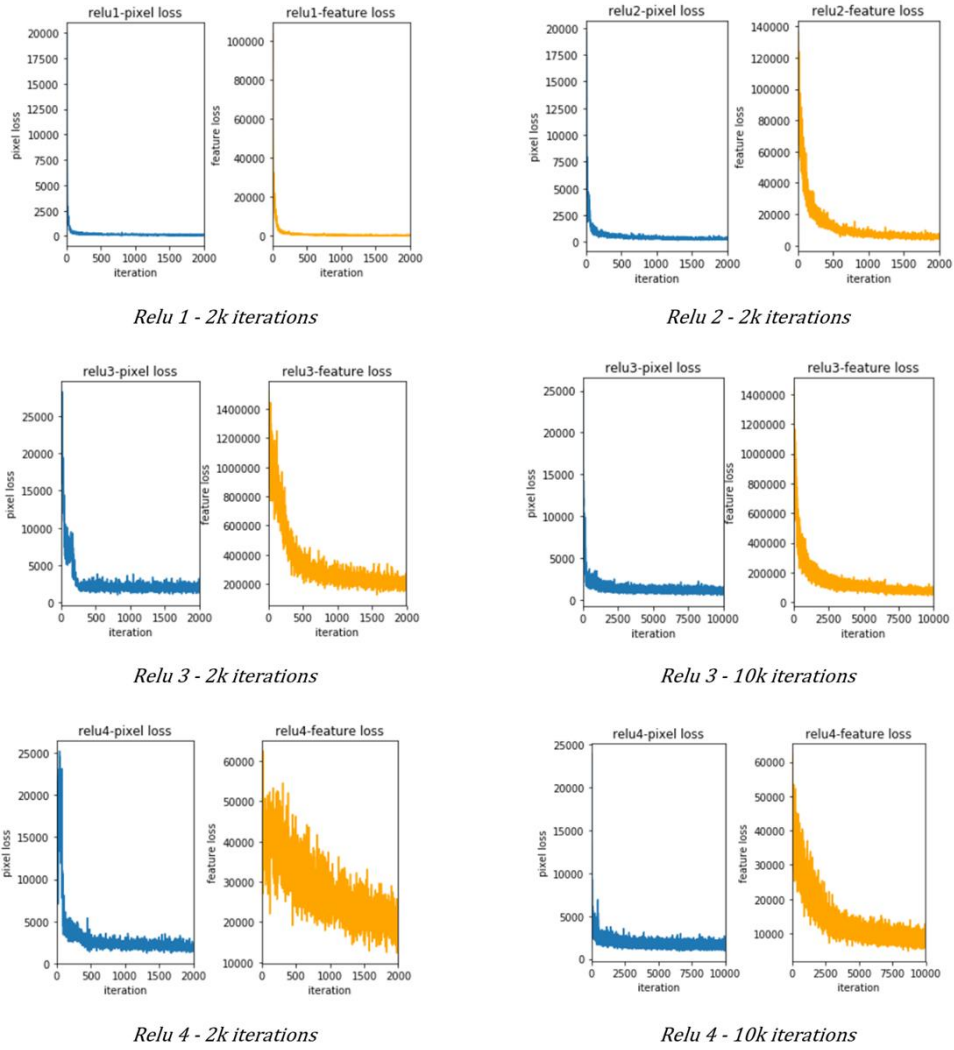 relu1-pixel loss
20000
17500
15000
12500
10000
7500
5000
2500
0
pixel loss
0 500 1000 1500 2000
iteration
relu1-feature loss
100000
80000
60000
40000
20000
0
feature loss
0 500 1000 1500 2000
iteration
Relu 1 - 2k iterations
relu2-pixel loss
20000
17500
15000
12500
10000
7500
5000
2500
0
pixel loss
0 500 1000 1500 2000
iteration
relu2-feature loss
140000
120000
100000
80000
60000
40000
20000
0
feature loss
0 500 1000 1500 2000
iteration
Relu 2 - 2k iterations
relu3-pixel loss
25000
20000
15000
10000
5000
0
pixel loss
0 500 1000 1500 2000
iteration
relu3-feature loss
1400000
1200000
1000000
800000
600000
400000
200000
feature loss
0 500 1000 1500 2000
iteration
Relu 3 - 2k iterations
relu3-pixel loss
25000
20000
15000
10000
5000
0
pixel loss
0 2500 5000 7500 10000
iteration
relu3-feature loss
1400000
1200000
1000000
800000
600000
400000
200000
0
feature loss
0 2500 5000 7500 10000
iteration
Relu 3 - 10k iterations
relu4-pixel loss
25000
20000
15000
10000
5000
0
pixel loss
0 500 1000 1500 2000
iteration
relu4-feature loss
60000
50000
40000
30000
20000
10000
feature loss
0 500 1000 1500 2000
iteration
Relu 4 - 2k iterations
relu4-pixel loss
25000
20000
15000
10000
5000
0
pixel loss
0 2500 5000 7500 10000
iteration
relu4-feature loss
60000
50000
40000
30000
20000
10000
feature loss
0 2500 5000 7500 10000
iteration
Relu 4 - 10k iterations